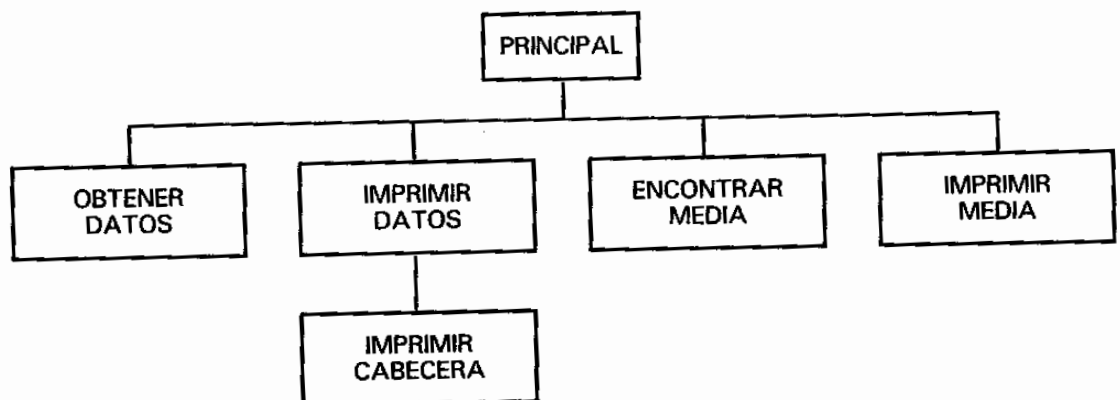 PRINCIPAL
OBTENER
DATOS
IMPRIMIR
DATOS
ENCONTRAR
MEDIA
IMPRIMIR
MEDIA
IMPRIMIR
CABECERA